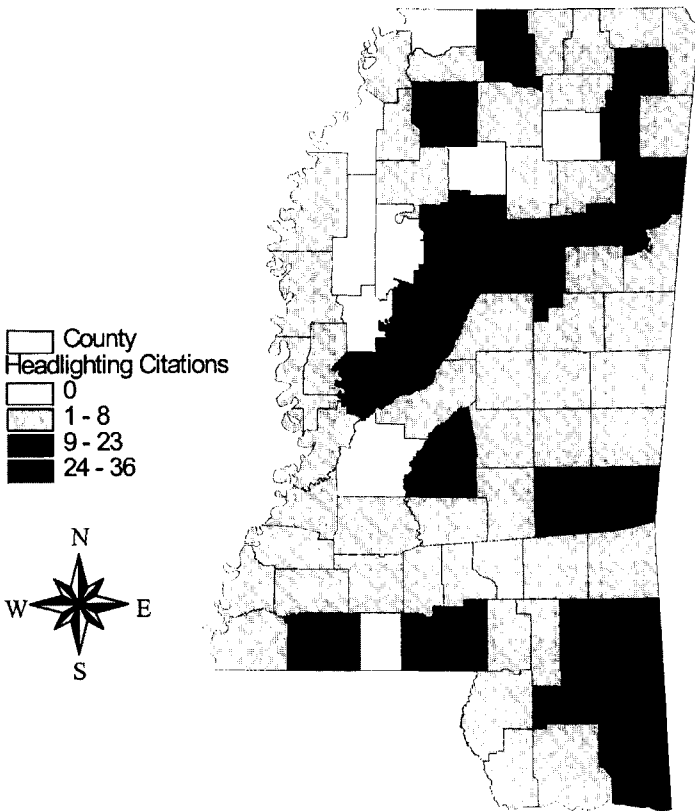 County
Headlighting Citations
0
1 - 8
9 - 23
24 - 36
N
W E
S